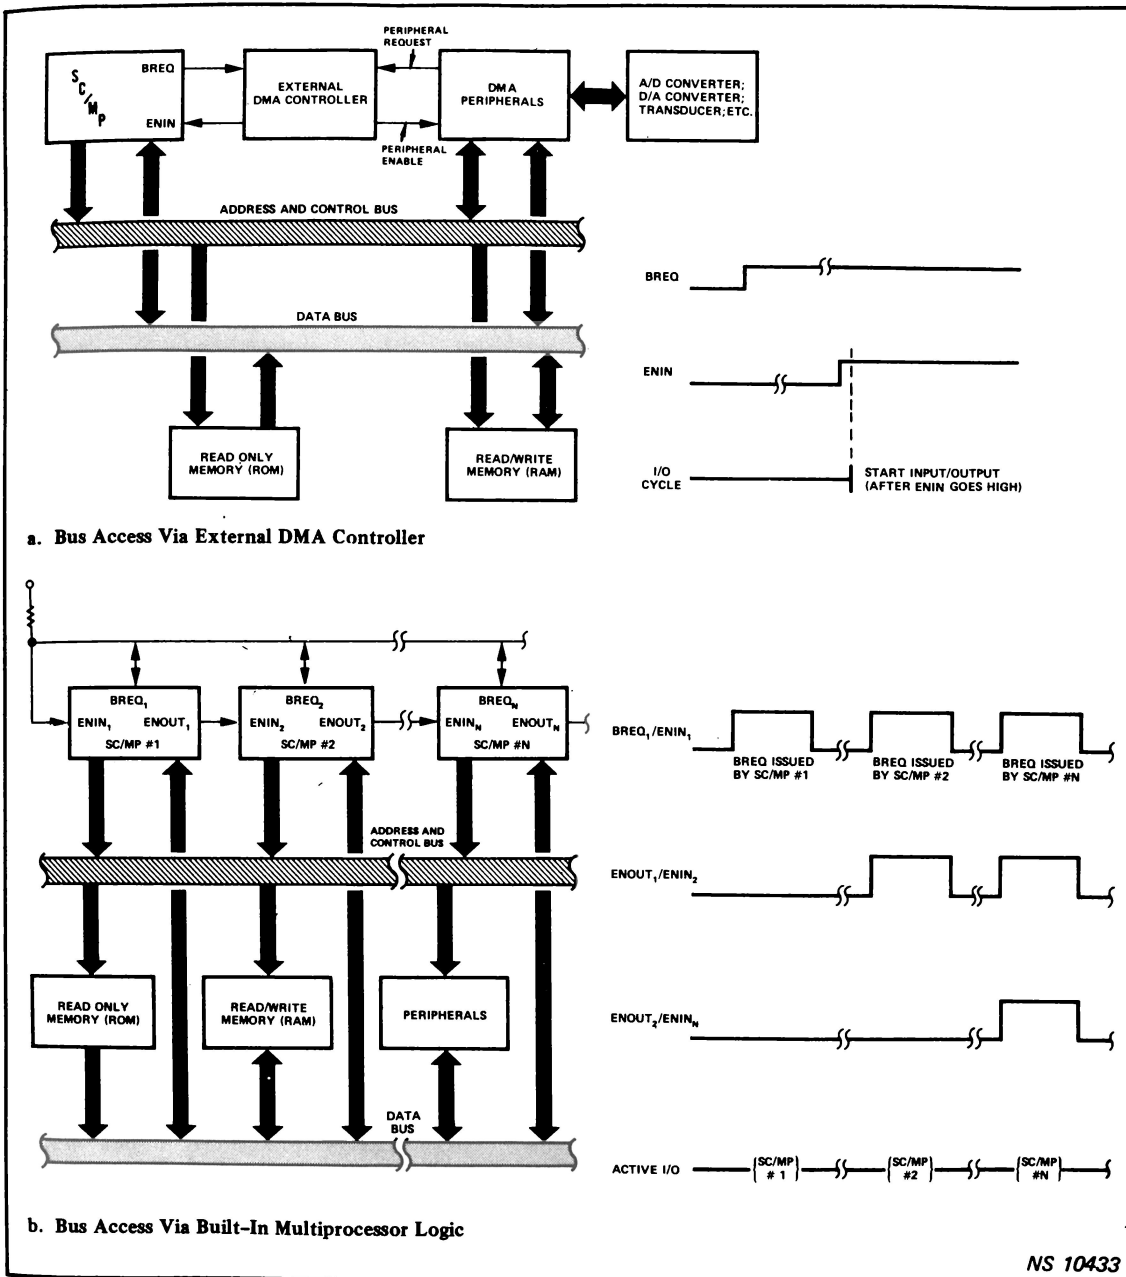 SC/MP
BREQ
ENIN
EXTERNAL
DMA CONTROLLER
PERIPHERAL
REQUEST
PERIPHERAL
ENABLE
DMA
PERIPHERALS
A/D CONVERTER;
D/A CONVERTER;
TRANSDUCER; ETC.
ADDRESS AND CONTROL BUS
DATA BUS
READ ONLY
MEMORY (ROM)
READ/WRITE
MEMORY (RAM)
BREQ
ENIN
I/O
CYCLE
START INPUT/OUTPUT
(AFTER ENIN GOES HIGH)
a. Bus Access Via External DMA Controller
BREQ₁
ENIN₁ ENOUT₁
SC/MP #1
BREQ₂
ENIN₂ ENOUT₂
SC/MP #2
BREQ_N
ENIN_N ENOUT_N
SC/MP #N
ADDRESS AND
CONTROL BUS
READ ONLY
MEMORY (ROM)
READ/WRITE
MEMORY (RAM)
PERIPHERALS
DATA
BUS
BREQ₁/ENIN₁
BREQ ISSUED
BY SC/MP #1
BREQ ISSUED
BY SC/MP #2
BREQ ISSUED
BY SC/MP #N
ENOUT₁/ENIN₂
ENOUT₂/ENIN_N
ACTIVE I/O
SC/MP
# 1
SC/MP
#2
SC/MP
#N
b. Bus Access Via Built-In Multiprocessor Logic
NS 10433